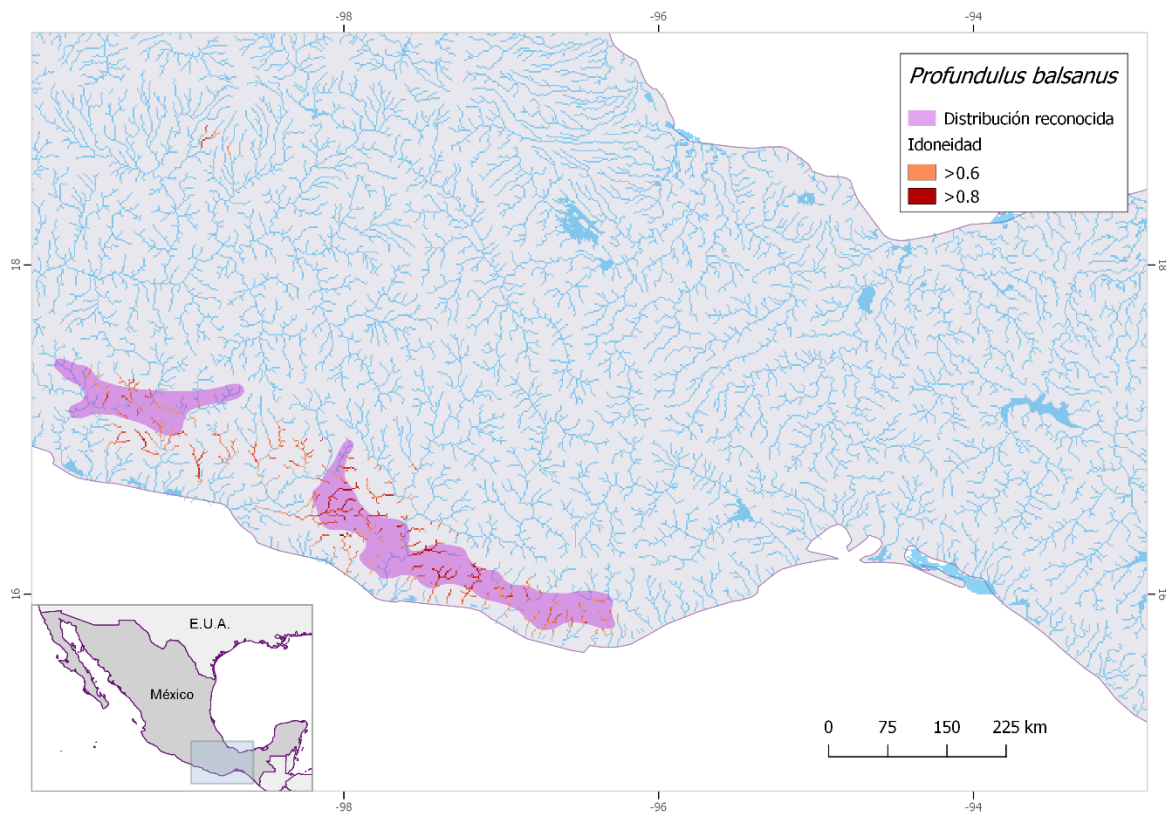 -98 -96 -94
Profundulus balsanus
Distribución reconocida
Idoneidad
>0.6
>0.8
18 18
16 16
E.U.A.
México
0 75 150 225 km
-98 -96 -94